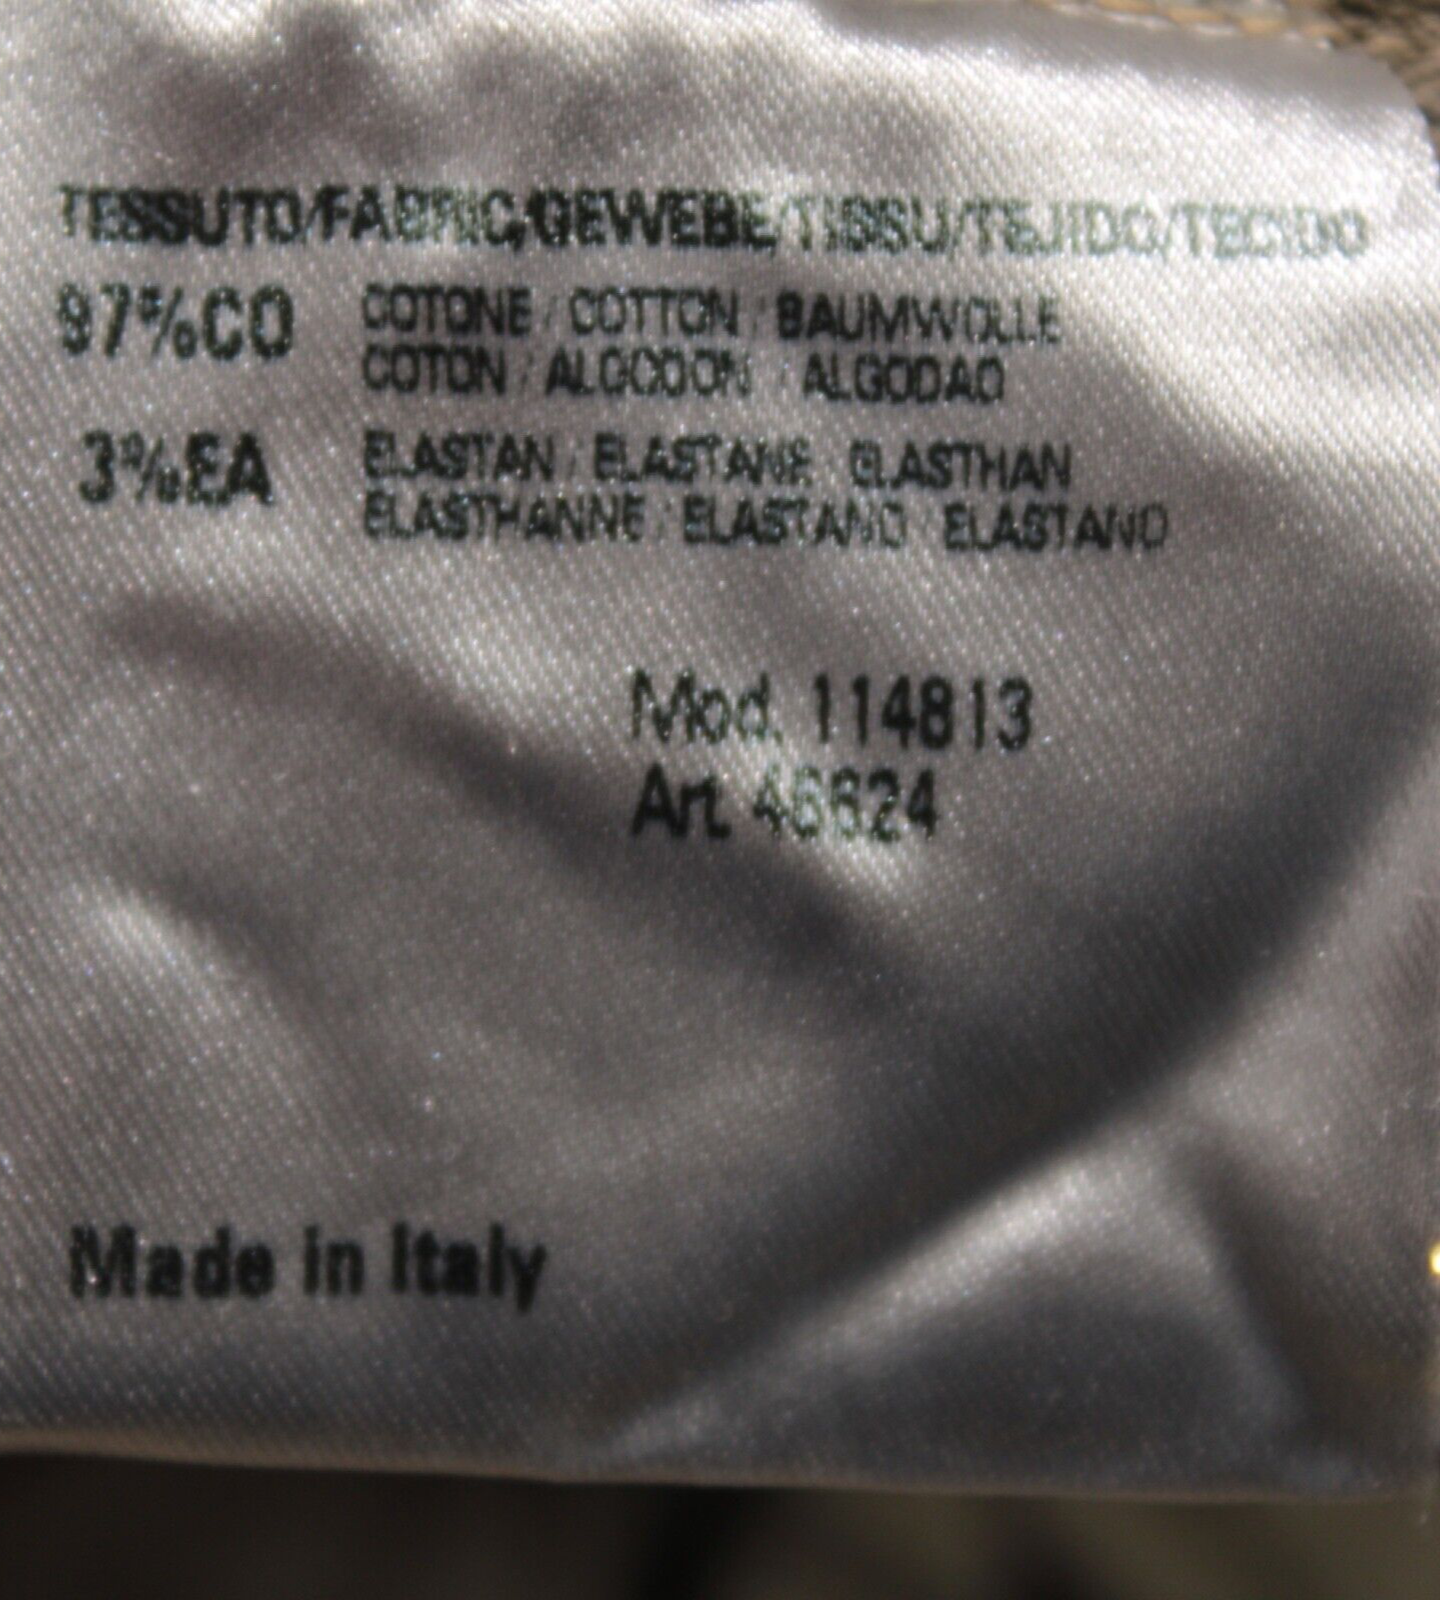 TESSUTO/FABRIC/GEWEBE/TISSU/TEJIDO/TECIDO
97%CO COTONE / COTTON / BAUMWOLLE
COTON / ALGODON / ALGODAO
3%EA ELASTAN / ELASTANE / ELASTHAN
ELASTHANNE / ELASTANO / ELASTANO
Mod. 114813
Art. 46624
Made in Italy